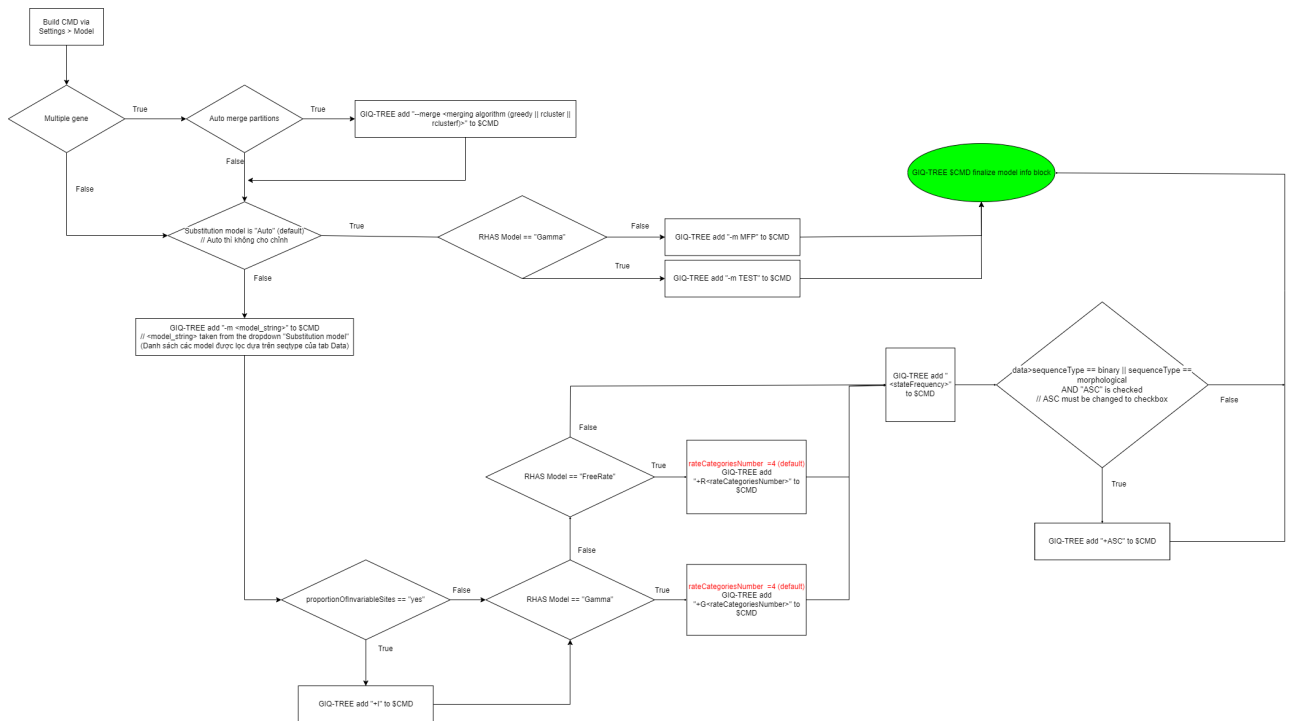 Build CMD via
Settings > Model
Multiple gene
True
Auto merge partitions
True
GIQ-TREE add "--merge <merging algorithm (greedy || rcluster ||
rclusterf)>" to $CMD
False
False
Substitution model is "Auto" (default)
// Auto thì không cho chỉnh
True
RHAS Model == "Gamma"
False
GIQ-TREE add "-m MFP" to $CMD
True
GIQ-TREE add "-m TEST" to $CMD
GIQ-TREE $CMD finalize model info block
False
GIQ-TREE add "-m <model_string>" to $CMD
// <model_string> taken from the dropdown "Substitution model"
(Danh sách các model được lọc dựa trên seqtype của tab Data)
proportionOfInvariableSites == "yes"
False
True
GIQ-TREE add "+I" to $CMD
RHAS Model == "Gamma"
True
rateCategoriesNumber =4 (default)
GIQ-TREE add
"+G<rateCategoriesNumber>" to
$CMD
False
RHAS Model == "FreeRate"
True
rateCategoriesNumber =4 (default)
GIQ-TREE add
"+R<rateCategoriesNumber>" to
$CMD
False
GIQ-TREE add "
<stateFrequency>"
to $CMD
data>sequenceType == binary || sequenceType ==
morphological
AND "ASC" is checked
// ASC must be changed to checkbox
False
True
GIQ-TREE add "+ASC" to $CMD